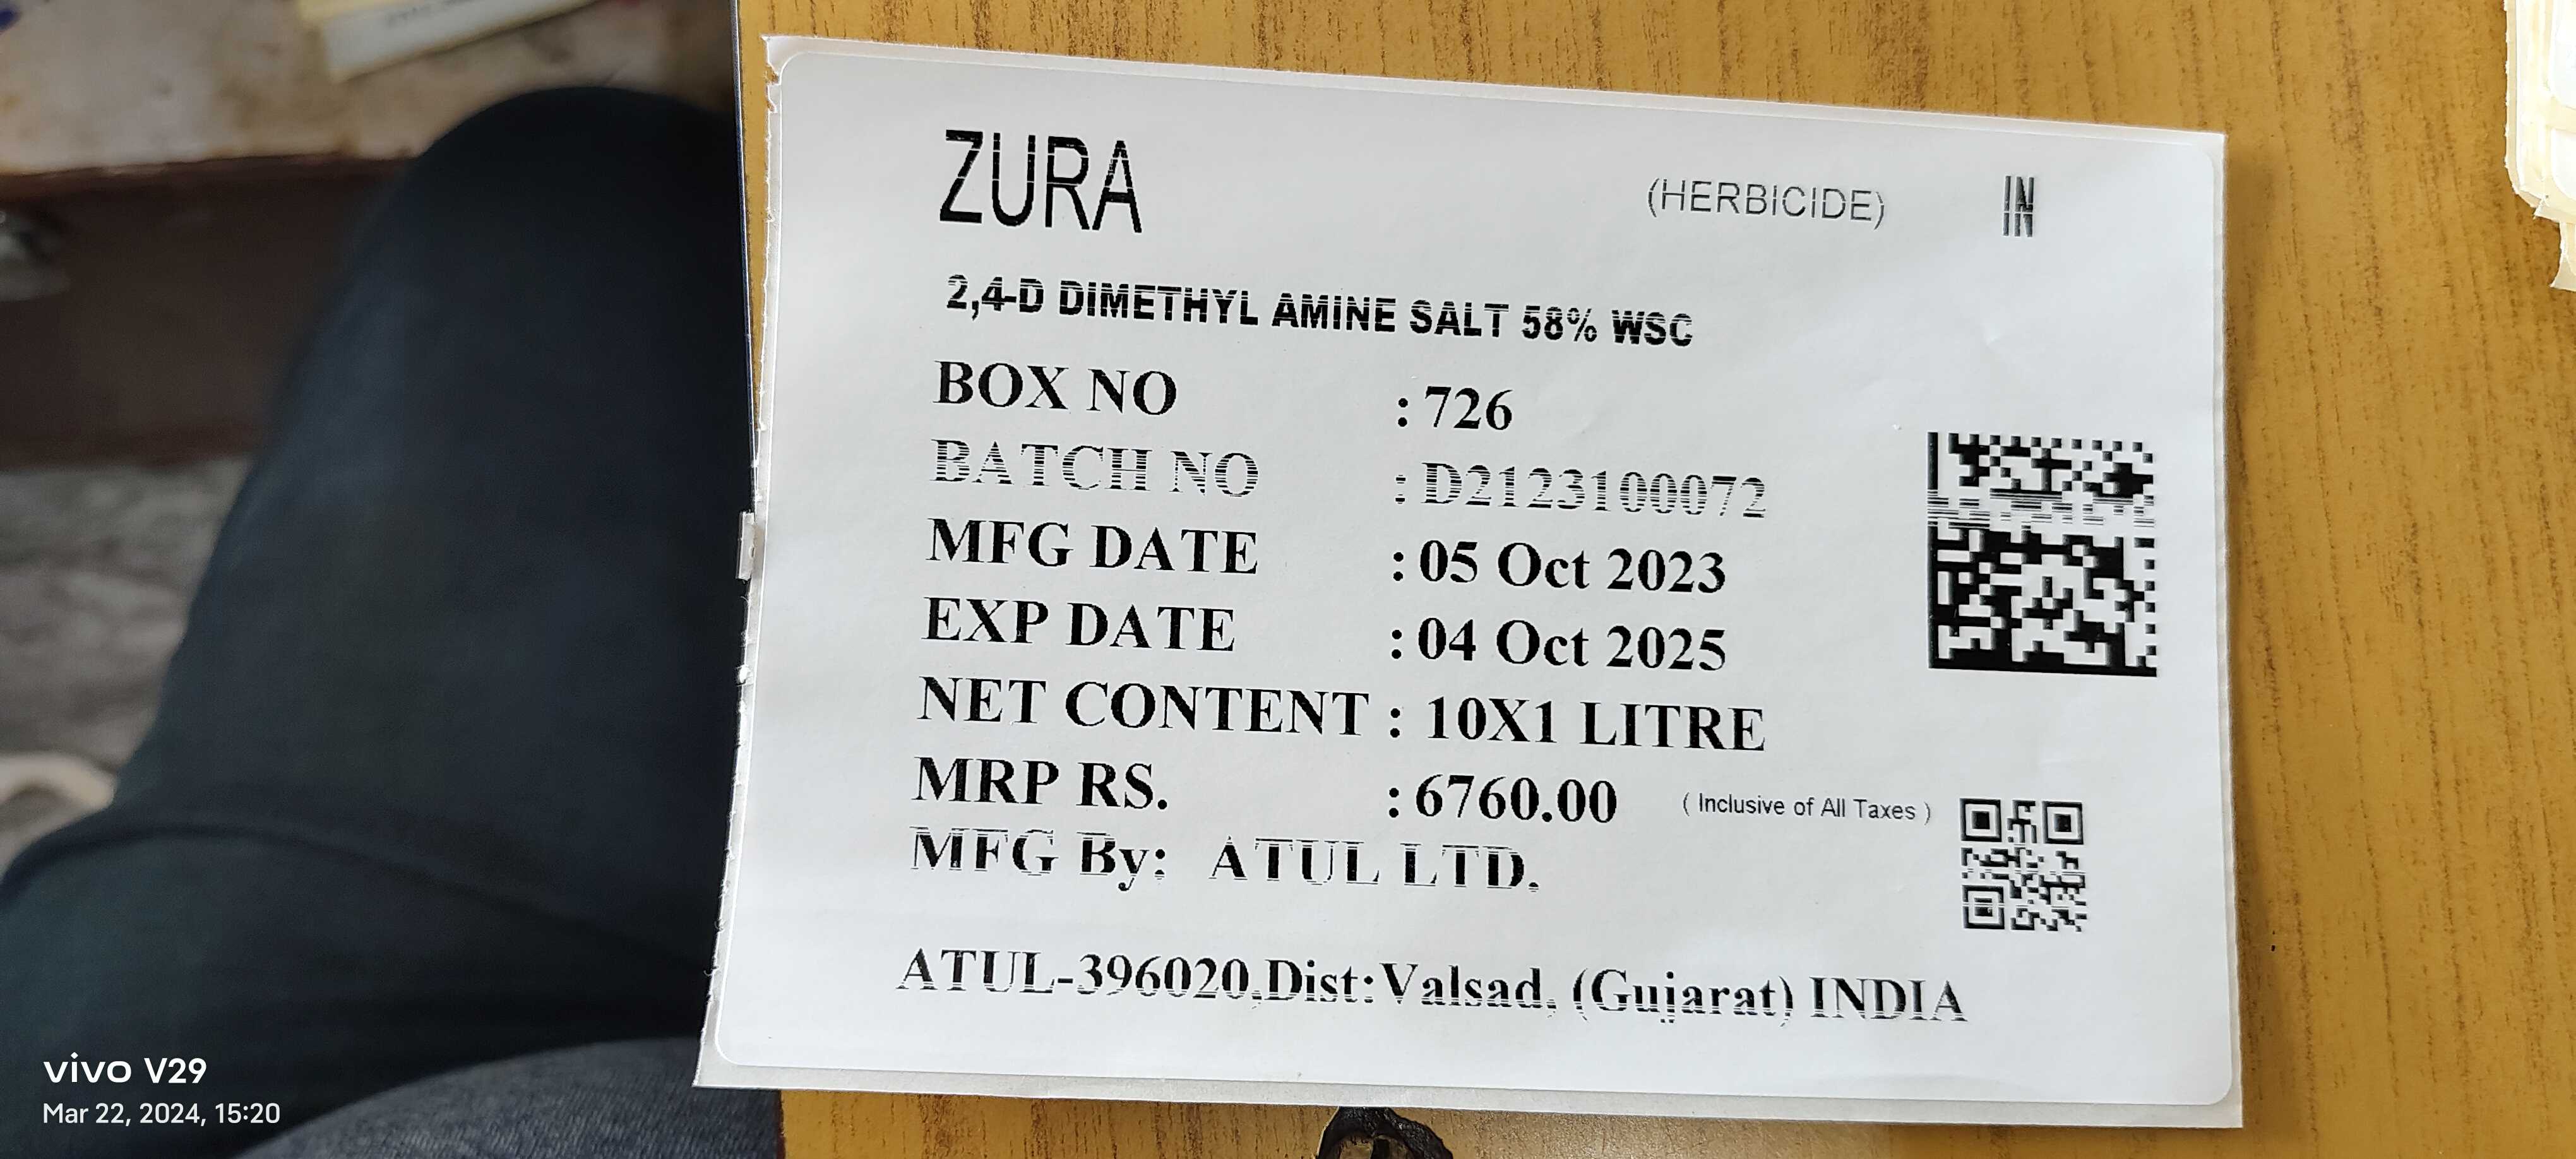 ZURA (HERBICIDE) IN
2,4-D DIMETHYL AMINE SALT 58% WSC
BOX NO : 726
BATCH NO : D2123100072
MFG DATE : 05 Oct 2023
EXP DATE : 04 Oct 2025
NET CONTENT : 10X1 LITRE
MRP RS. : 6760.00 ( Inclusive of All Taxes )
MFG By: ATUL LTD.
ATUL-396020,Dist:Valsad, (Gujarat) INDIA
vivo V29
Mar 22, 2024, 15:20